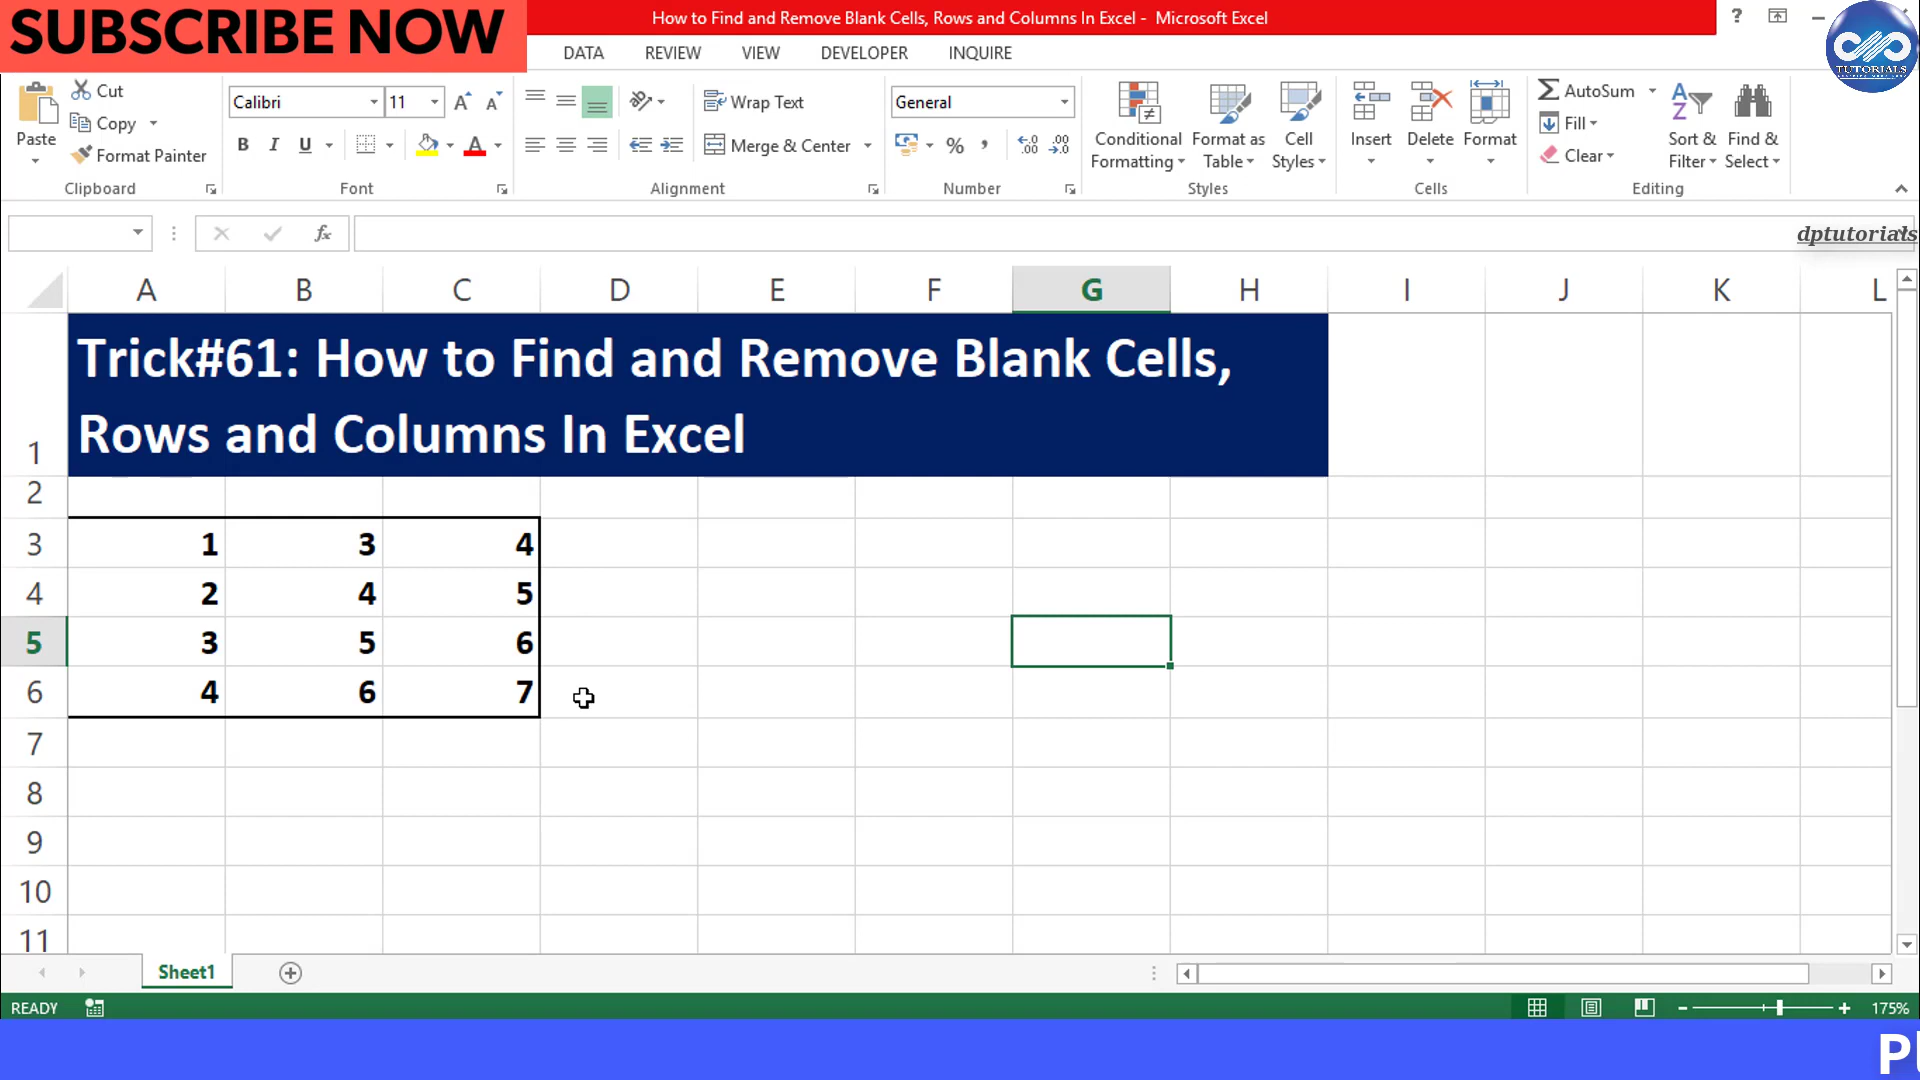 SUBSCRIBE NOW
How to Find and Remove Blank Cells, Rows and Columns In Excel - Microsoft Excel
?
TUTORIALS
DATA REVIEW VIEW DEVELOPER INQUIRE
Paste
Cut
Copy
Format Painter
Clipboard
Calibri 11
B I U A
Font
Wrap Text
Merge & Center
Alignment
General
% , .00 .0
Number
Conditional Formatting
Format as Table
Cell Styles
Styles
Insert
Delete
Format
Cells
AutoSum
Fill
Clear
Sort & Filter
Find & Select
Editing
fx
dptutorials
A B C D E F G H I J K L
1 Trick#61: How to Find and Remove Blank Cells,
Rows and Columns In Excel
2
3 1 3 4
4 2 4 5
5 3 5 6
6 4 6 7
7
8
9
10
11
Sheet1
READY
175%